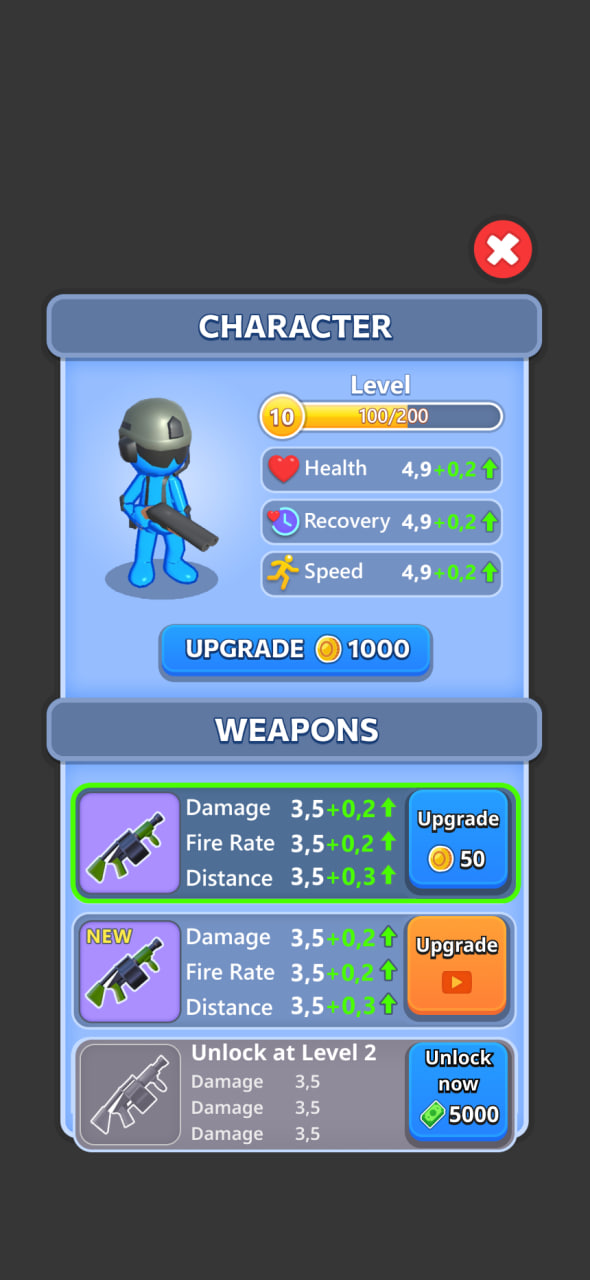 CHARACTER
Level
10 100/200
Health 4,9+0,2
Recovery 4,9+0,2
Speed 4,9+0,2
UPGRADE 1000
WEAPONS
Damage 3,5+0,2
Fire Rate 3,5+0,2
Distance 3,5+0,3
Upgrade
50
NEW
Damage 3,5+0,2
Fire Rate 3,5+0,2
Distance 3,5+0,3
Upgrade
Unlock at Level 2
Damage 3,5
Damage 3,5
Damage 3,5
Unlock
now
5000